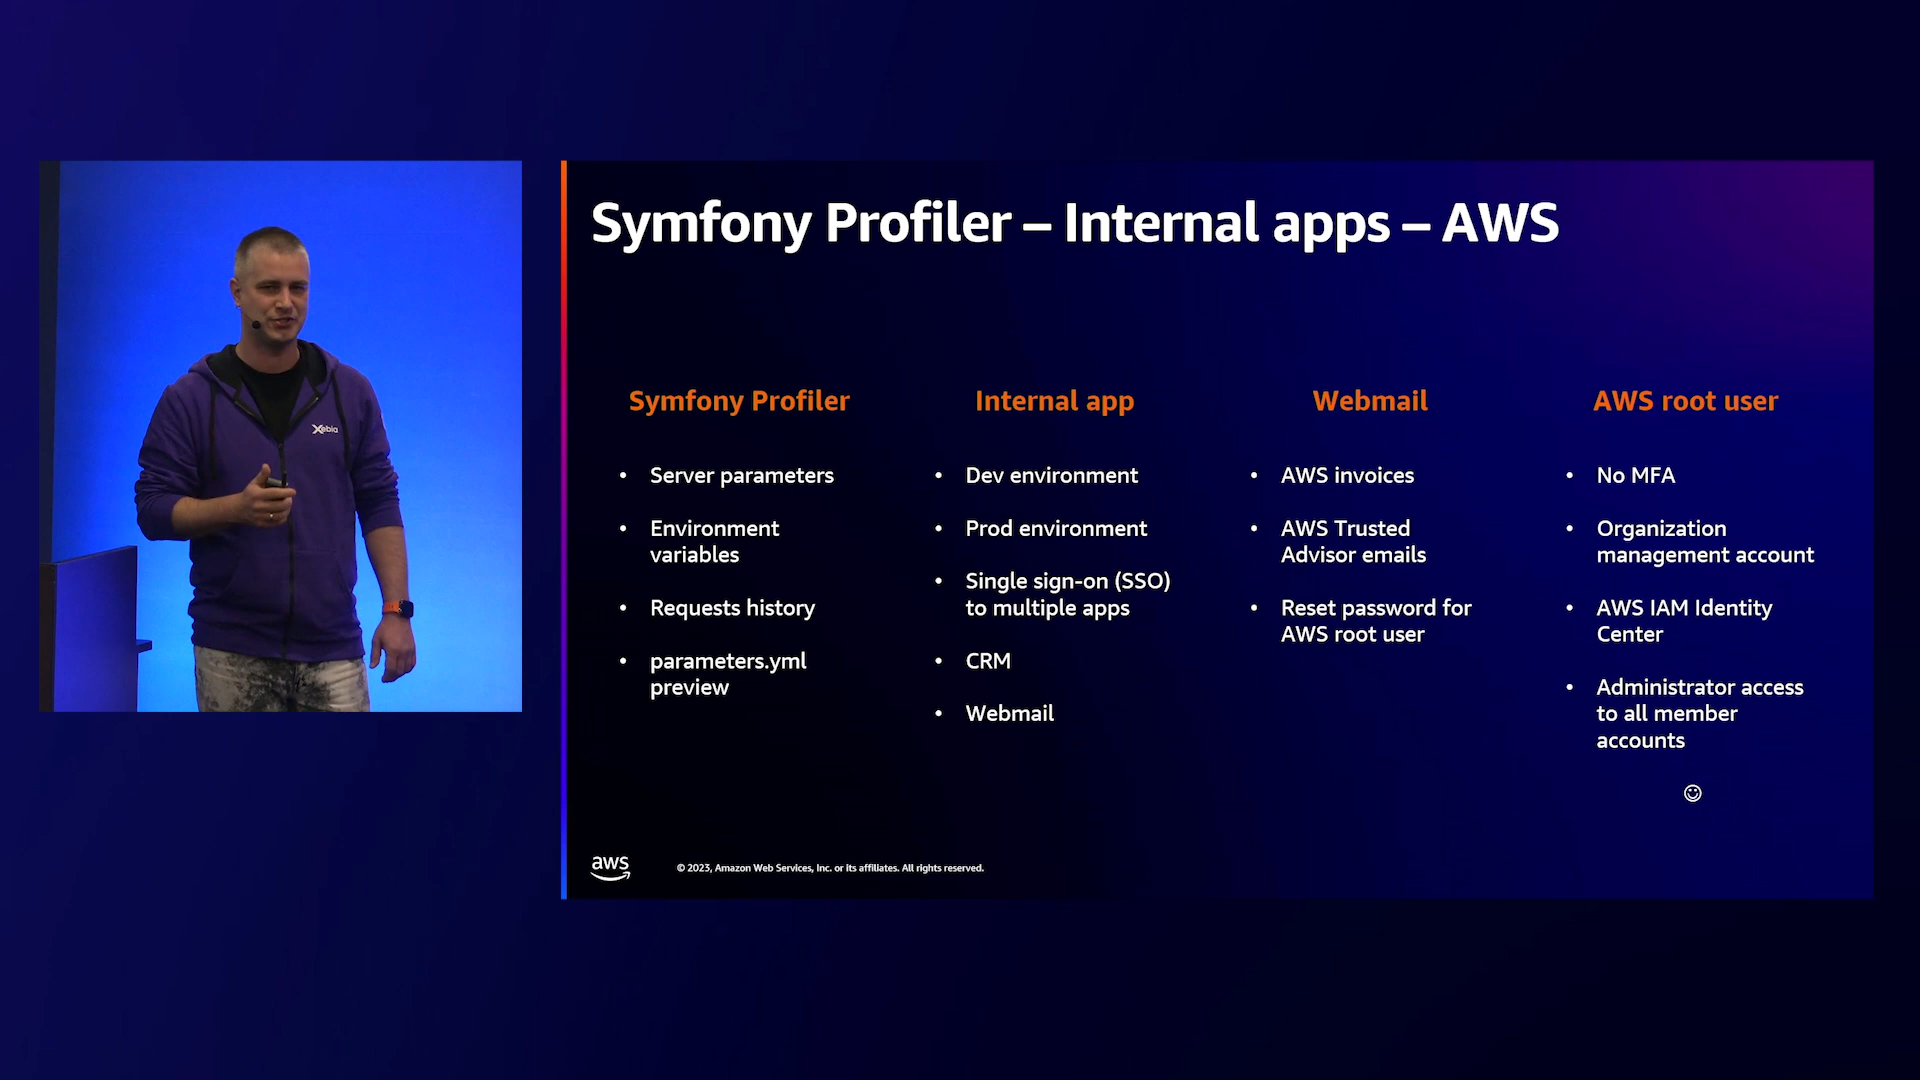 Xebia
Symfony Profiler – Internal apps – AWS
Symfony Profiler
• Server parameters
• Environment
variables
• Requests history
• parameters.yml
preview
Internal app
• Dev environment
• Prod environment
• Single sign-on (SSO)
to multiple apps
• CRM
• Webmail
Webmail
• AWS invoices
• AWS Trusted
Advisor emails
• Reset password for
AWS root user
AWS root user
• No MFA
• Organization
management account
• AWS IAM Identity
Center
• Administrator access
to all member
accounts
☺
aws
© 2023, Amazon Web Services, Inc. or its affiliates. All rights reserved.